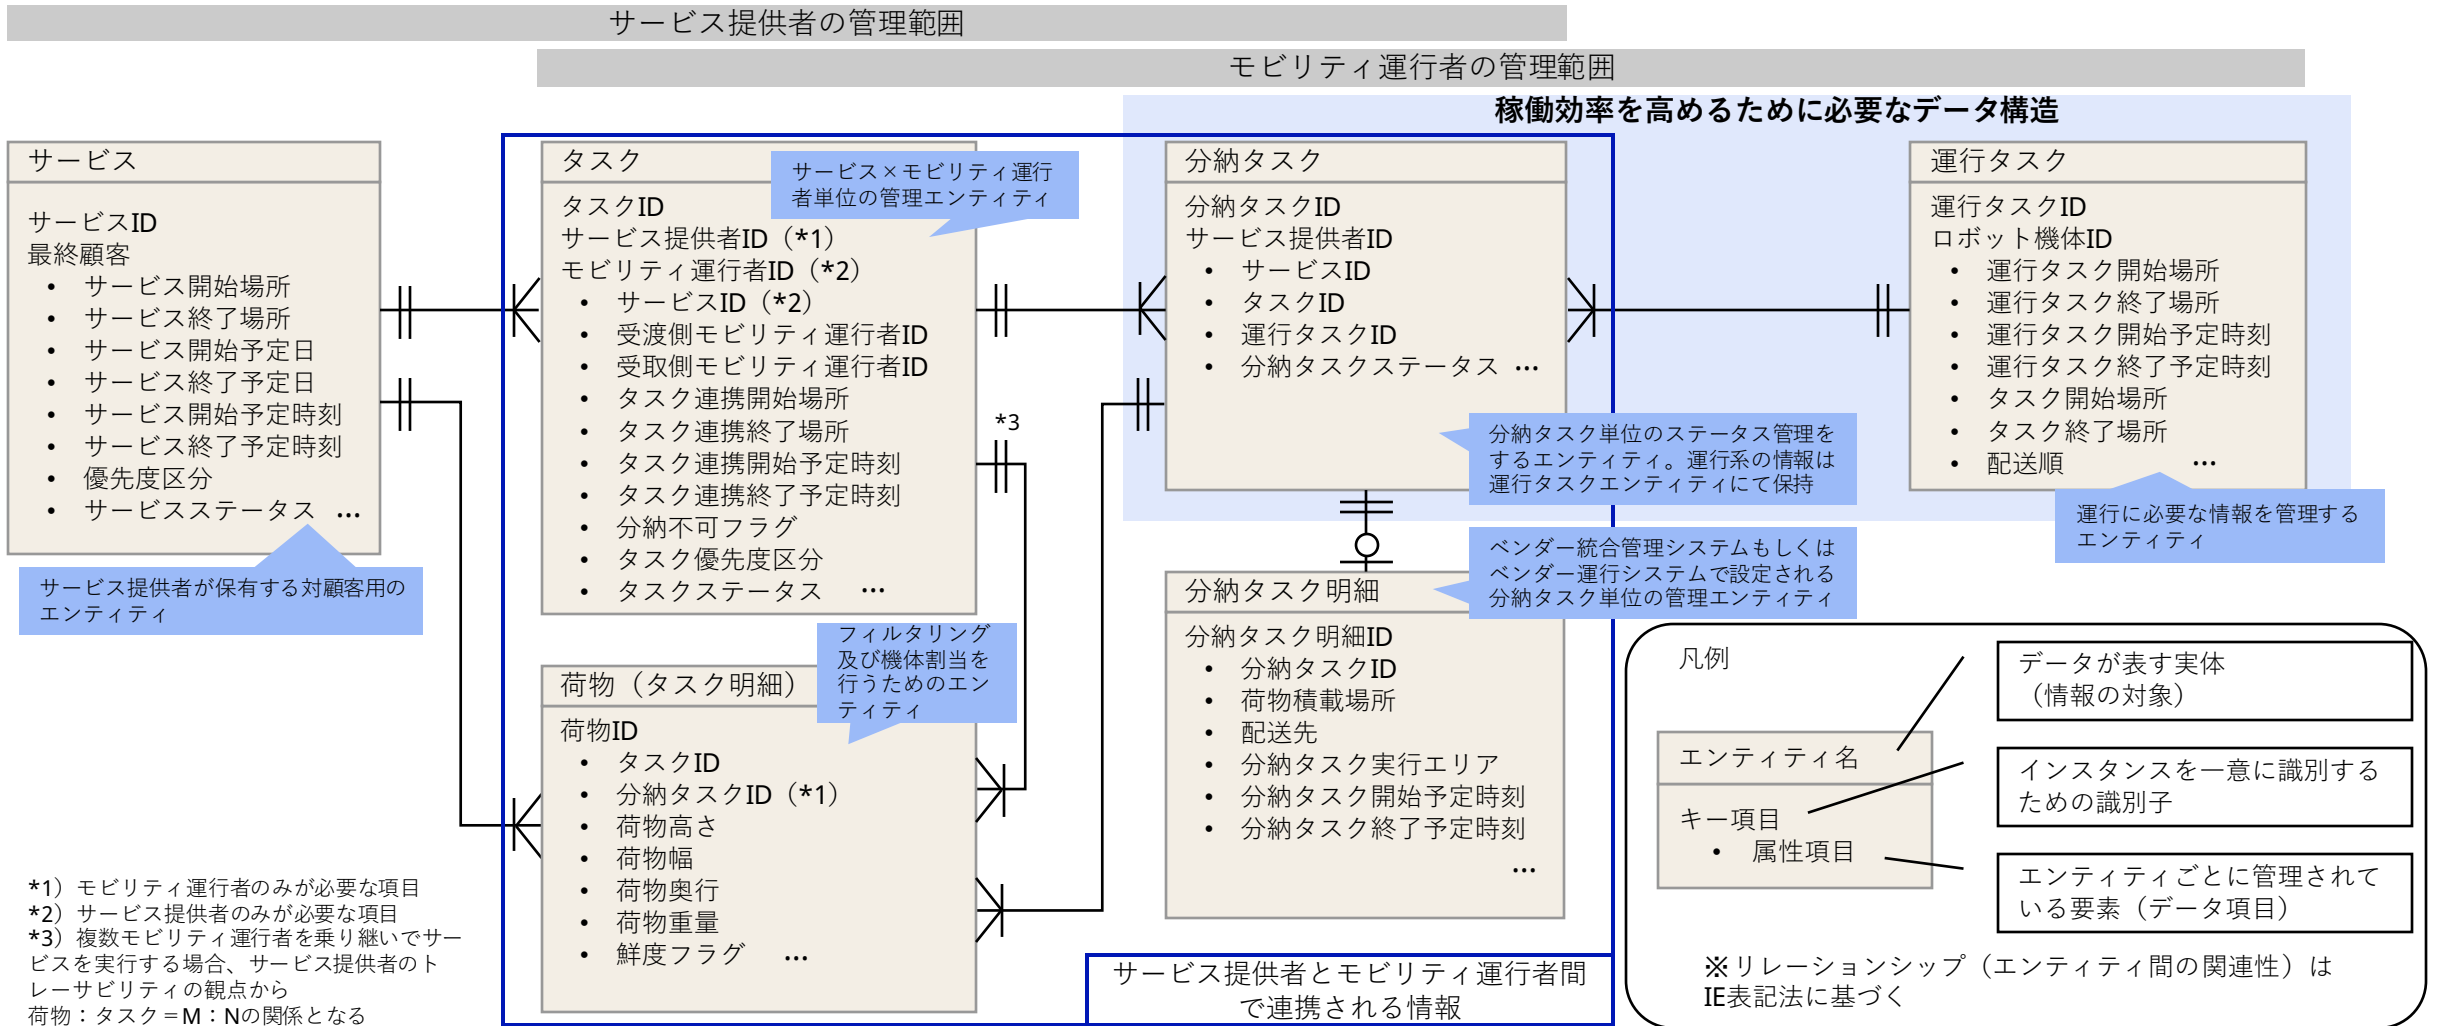 サービス提供者の管理範囲
モビリティ運行者の管理範囲
稼働効率を高めるために必要なデータ構造
サービス
サービスID
最終顧客
• サービス開始場所
• サービス終了場所
• サービス開始予定日
• サービス終了予定日
• サービス開始予定時刻
• サービス終了予定時刻
• 優先度区分
• サービスステータス …
サービス提供者が保有する対顧客用の
エンティティ
タスク
サービス×モビリティ運行
者単位の管理エンティティ
タスクID
サービス提供者ID（*1）
モビリティ運行者ID（*2）
• サービスID（*2）
• 受渡側モビリティ運行者ID
• 受取側モビリティ運行者ID
• タスク連携開始場所
• タスク連携終了場所
• タスク連携開始予定時刻
• タスク連携終了予定時刻
• 分納不可フラグ
• タスク優先度区分
• タスクステータス …
*3
荷物（タスク明細）
フィルタリング
及び機体割当を
行うためのエン
ティティ
荷物ID
• タスクID
• 分納タスクID（*1）
• 荷物高さ
• 荷物幅
• 荷物奥行
• 荷物重量
• 鮮度フラグ …
分納タスク
分納タスクID
サービス提供者ID
• サービスID
• タスクID
• 運行タスクID
• 分納タスクステータス …
分納タスク単位のステータス管理を
するエンティティ。運行系の情報は
運行タスクエンティティにて保持
分納タスク明細
ベンダー統合管理システムもしくは
ベンダー運行システムで設定される
分納タスク単位の管理エンティティ
分納タスク明細ID
• 分納タスクID
• 荷物積載場所
• 配送先
• 分納タスク実行エリア
• 分納タスク開始予定時刻
• 分納タスク終了予定時刻
…
運行タスク
運行タスクID
ロボット機体ID
• 運行タスク開始場所
• 運行タスク終了場所
• 運行タスク開始予定時刻
• 運行タスク終了予定時刻
• タスク開始場所
• タスク終了場所
• 配送順 …
運行に必要な情報を管理する
エンティティ
サービス提供者とモビリティ運行者間
で連携される情報
*1）モビリティ運行者のみが必要な項目
*2）サービス提供者のみが必要な項目
*3）複数モビリティ運行者を乗り継いでサー
ビスを実行する場合、サービス提供者のト
レーサビリティの観点から
荷物：タスク＝M：Nの関係となる
凡例
エンティティ名
キー項目
• 属性項目
データが表す実体
（情報の対象）
インスタンスを一意に識別する
ための識別子
エンティティごとに管理されて
いる要素（データ項目）
※リレーションシップ（エンティティ間の関連性）は
IE表記法に基づく